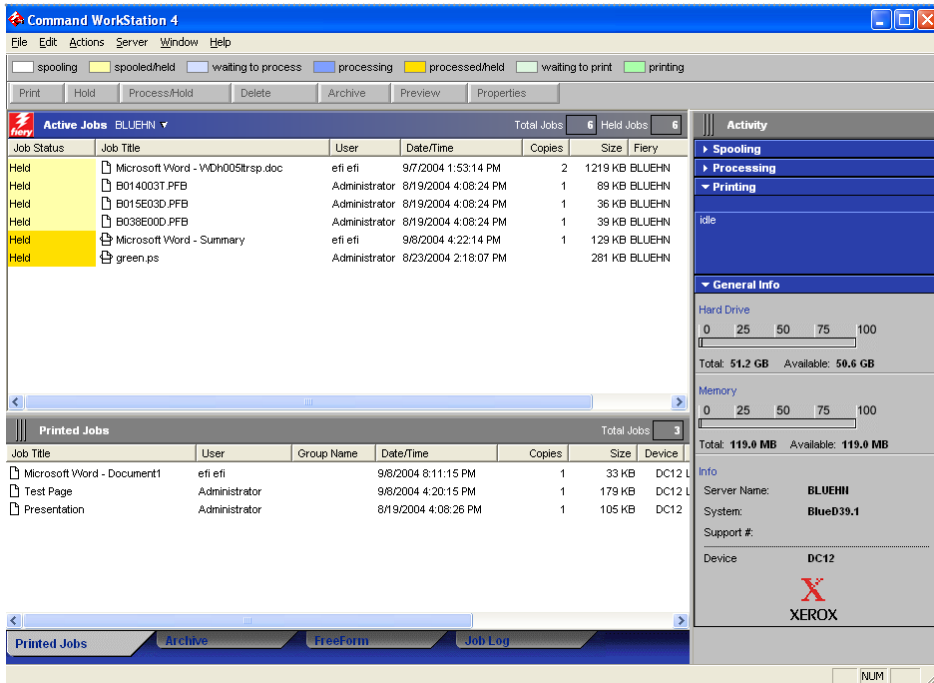 Command WorkStation 4
File Edit Actions Server Window Help
spooling spooled/held waiting to process processing processed/held waiting to print printing
Print Hold Process/Hold Delete Archive Preview Properties
fiery Active Jobs BLUEHN Total Jobs 6 Held Jobs 6
Job Status Job Title User Date/Time Copies Size Fiery
Held Microsoft Word - WDh005ltrsp.doc efi efi 9/7/2004 1:53:14 PM 2 1219 KB BLUEHN
Held B014003T.PFB Administrator 8/19/2004 4:08:24 PM 1 89 KB BLUEHN
Held B015E03D.PFB Administrator 8/19/2004 4:08:24 PM 1 36 KB BLUEHN
Held B038E00D.PFB Administrator 8/19/2004 4:08:24 PM 1 39 KB BLUEHN
Held Microsoft Word - Summary efi efi 9/8/2004 4:22:14 PM 1 129 KB BLUEHN
Held green.ps Administrator 8/23/2004 2:18:07 PM 281 KB BLUEHN
Printed Jobs Total Jobs 3
Job Title User Group Name Date/Time Copies Size Device
Microsoft Word - Document1 efi efi 9/8/2004 8:11:15 PM 1 33 KB DC12 L
Test Page Administrator 9/8/2004 4:20:15 PM 1 179 KB DC12 L
Presentation Administrator 8/19/2004 4:08:26 PM 1 105 KB DC12
Printed Jobs Archive FreeForm Job Log
Activity
Spooling
Processing
Printing
idle
General Info
Hard Drive
0 25 50 75 100
Total: 51.2 GB Available: 50.6 GB
Memory
0 25 50 75 100
Total: 119.0 MB Available: 119.0 MB
Info
Server Name: BLUEHN
System: BlueD39.1
Support #:
Device DC12
X
XEROX
NUM